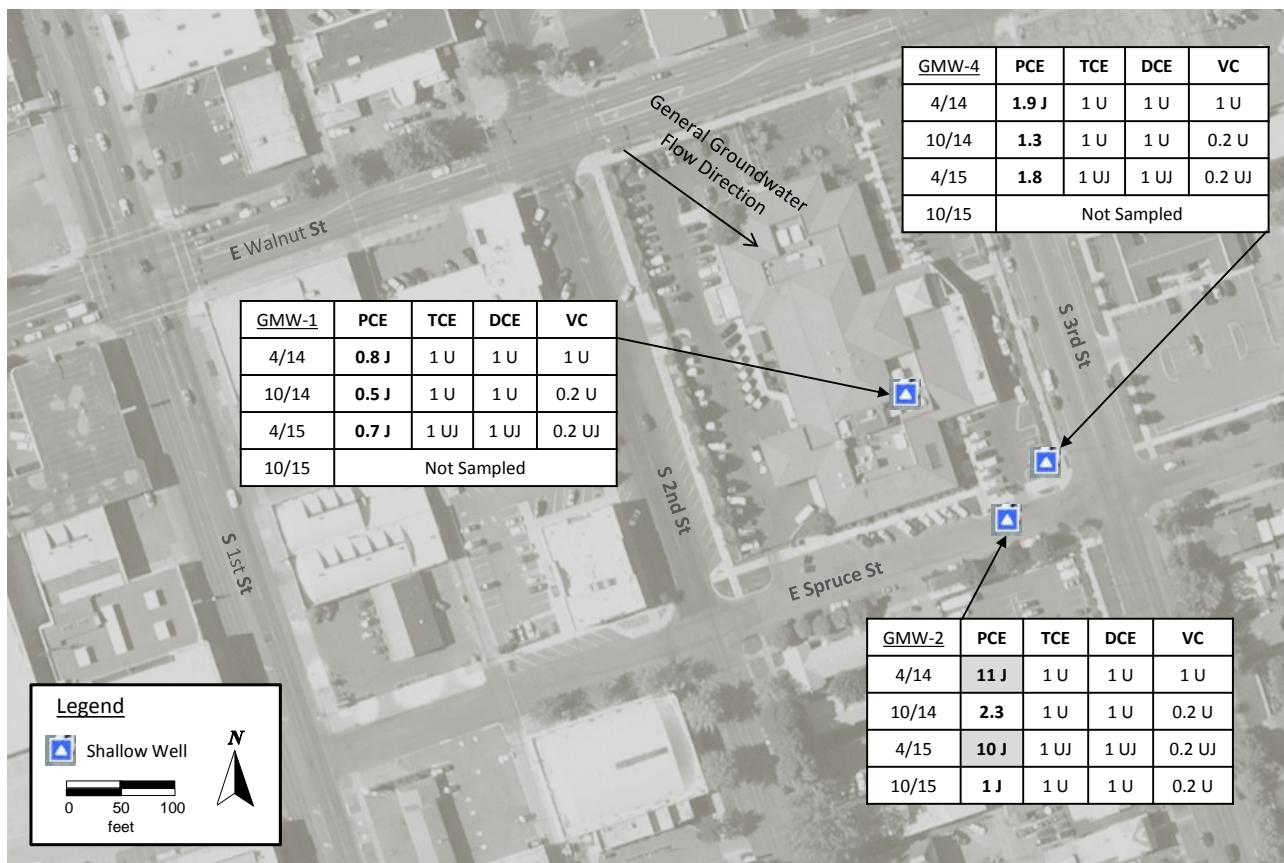 GMW-4 PCE TCE DCE VC
4/14 1.9 J 1 U 1 U 1 U
10/14 1.3 1 U 1 U 0.2 U
4/15 1.8 1 UJ 1 UJ 0.2 UJ
10/15 Not Sampled
General Groundwater
Flow Direction
E Walnut St
S 3rd St
GMW-1 PCE TCE DCE VC
4/14 0.8 J 1 U 1 U 1 U
10/14 0.5 J 1 U 1 U 0.2 U
4/15 0.7 J 1 UJ 1 UJ 0.2 UJ
10/15 Not Sampled
S 2nd St
S 1st St
E Spruce St
GMW-2 PCE TCE DCE VC
4/14 11 J 1 U 1 U 1 U
10/14 2.3 1 U 1 U 0.2 U
4/15 10 J 1 UJ 1 UJ 0.2 UJ
10/15 1 J 1 U 1 U 0.2 U
Legend
Shallow Well
N
0 50 100
feet